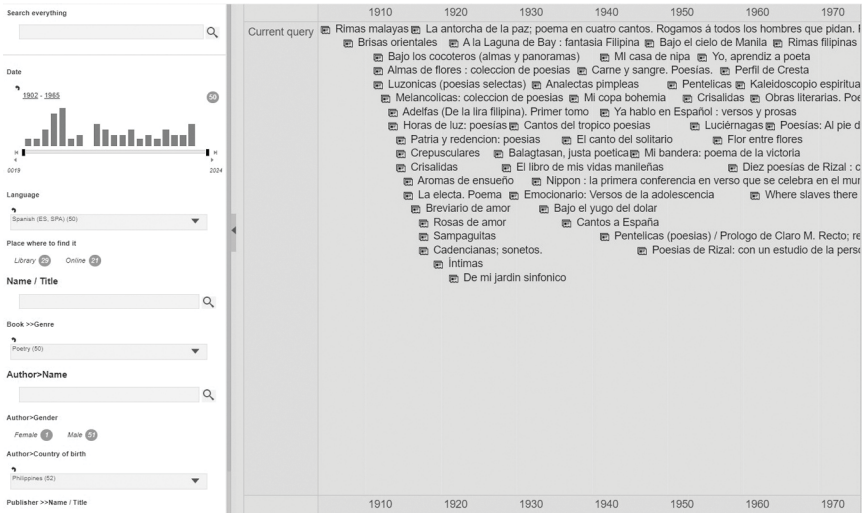 Search everything
Date
1902 - 1965
50
0019
2024
Language
Spanish (ES, SPA) (50)
Place where to find it
Library 29 Online 21
Name / Title
Book >>Genre
Poetry (50)
Author>Name
Author>Gender
Female 1 Male 51
Author>Country of birth
Philippines (52)
Publisher >>Name / Title
1910 1920 1930 1940 1950 1960 1970
Current query
Rimas malayas La antorcha de la paz; poema en cuatro cantos. Rogamos á todos los hombres que pidan.
Brisas orientales A la Laguna de Bay : fantasia Filipina Bajo el cielo de Manila Rimas filipinas
Bajo los cocoteros (almas y panoramas) MI casa de nipa Yo, aprendiz a poeta
Almas de flores : coleccion de poesias Carne y sangre. Poesías. Perfil de Cresta
Luzonicas (poesias selectas) Analectas pimpleas Pentelicas Kaleidoscopio espiritua
Melancolicas: coleccion de poesias Mi copa bohemia Crisalidas Obras literarias. Poe
Adelfas (De la lira filipina). Primer tomo Ya hablo en Español : versos y prosas
Horas de luz: poesías Cantos del tropico poesias Luciérnagas Poesías: Al pie d
Patria y redencion: poesias El canto del solitario Flor entre flores
Crepusculares Balagtasan, justa poetica Mi bandera: poema de la victoria
Crisalidas El libro de mis vidas manileñas Diez poesías de Rizal : c
Aromas de ensueño Nippon : la primera conferencia en verso que se celebra en el mun
La electa. Poema Emocionario: Versos de la adolescencia Where slaves there
Breviario de amor Bajo el yugo del dolar
Rosas de amor Cantos a España
Sampaguitas Pentelicas (poesias) / Prologo de Claro M. Recto; re
Cadencianas; sonetos. Poesias de Rizal: con un estudio de la perso
Íntimas
De mi jardin sinfonico
1910 1920 1930 1940 1950 1960 1970